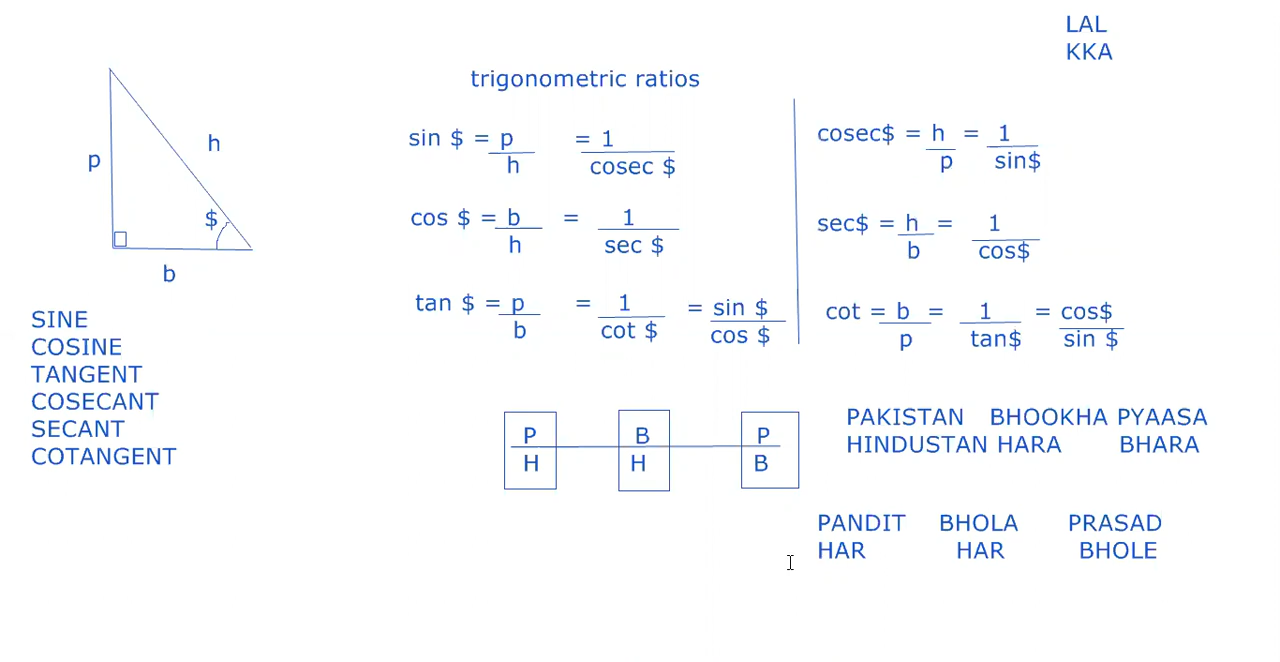 LAL
KKA
trigonometric ratios
p
h
$
b
SINE
COSINE
TANGENT
COSECANT
SECANT
COTANGENT
sin $ = p = 1
h cosec $
cos $ = b = 1
h sec $
tan $ = p = 1 = sin $
b cot $ cos $
cosec$ = h = 1
p sin$
sec$ = h = 1
b cos$
cot = b = 1 = cos$
p tan$ sin $
P B P
H H B
PAKISTAN BHOOKHA PYAASA
HINDUSTAN HARA BHARA
PANDIT BHOLA PRASAD
HAR HAR BHOLE